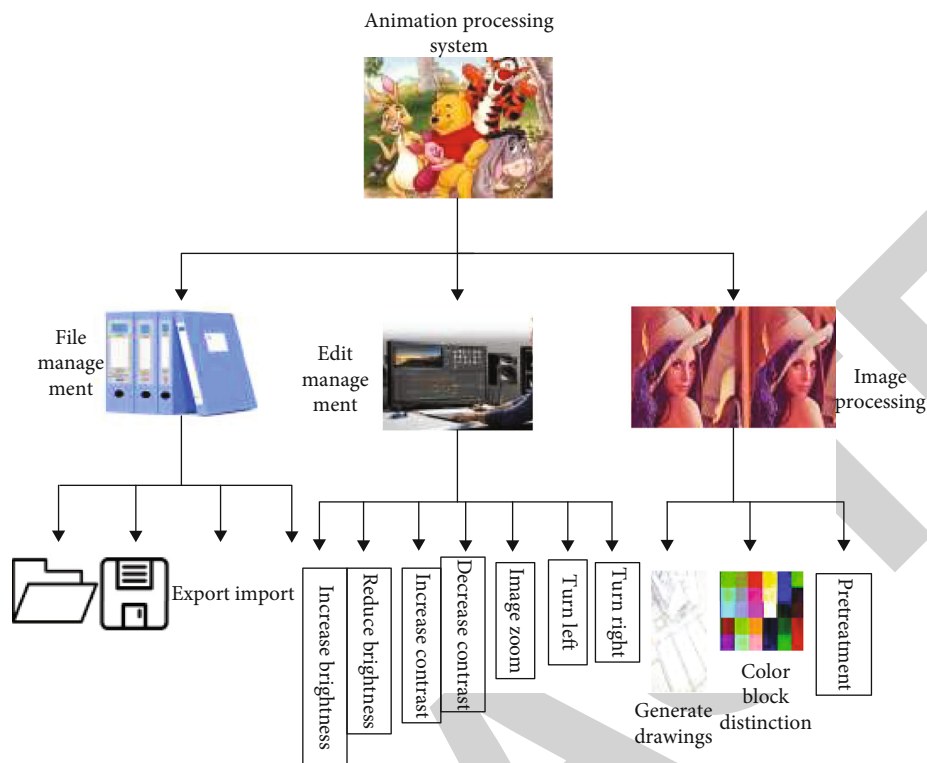 Animation processing
system
File
manage
ment
Edit
manage
ment
Image
processing
Export import
Increase brightness
Reduce brightness
Increase contrast
Decrease contrast
Image zoom
Turn left
Turn right
Generate
drawings
Color
block
distinction
Pretreatment